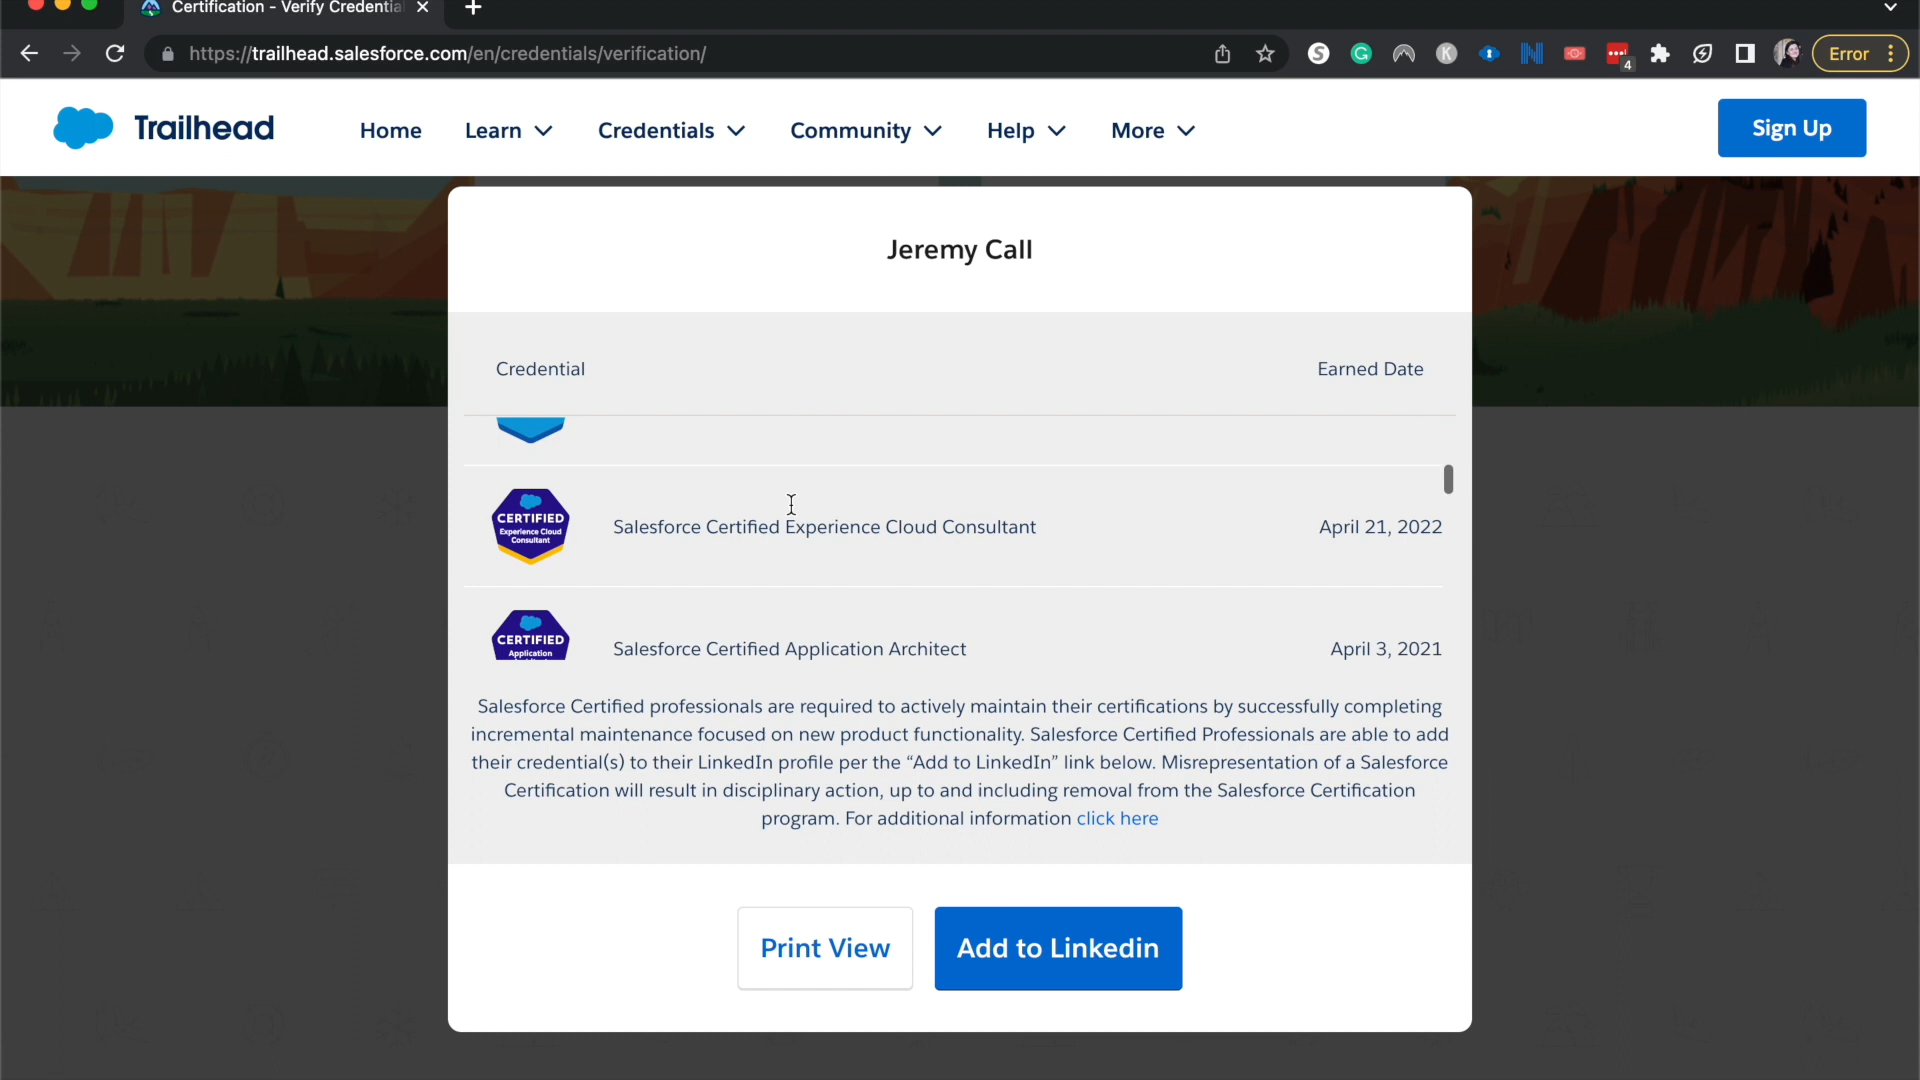 Certification - Verify Credentia
https://trailhead.salesforce.com/en/credentials/verification/
4
Error
Trailhead
Home
Learn
Credentials
Community
Help
More
Sign Up
Jeremy Call
Credential
Earned Date
CERTIFIED
Experience Cloud
Consultant
Salesforce Certified Experience Cloud Consultant
April 21, 2022
CERTIFIED
Application
Salesforce Certified Application Architect
April 3, 2021
Salesforce Certified professionals are required to actively maintain their certifications by successfully completing
incremental maintenance focused on new product functionality. Salesforce Certified Professionals are able to add
their credential(s) to their LinkedIn profile per the “Add to LinkedIn” link below. Misrepresentation of a Salesforce
Certification will result in disciplinary action, up to and including removal from the Salesforce Certification
program. For additional information click here
Print View
Add to Linkedin